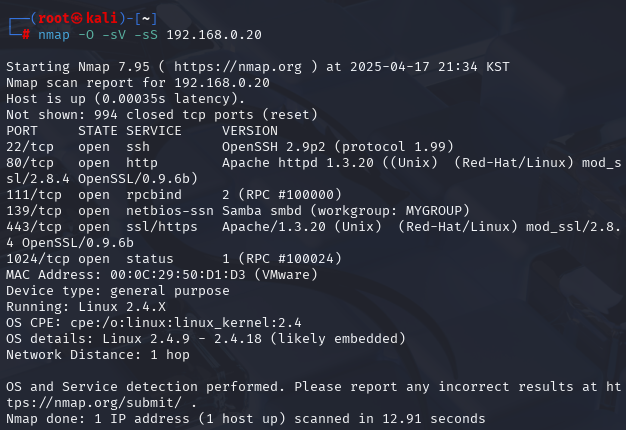 ┌──(root㉿kali)-[~]
└─# nmap -O -sV -sS 192.168.0.20
Starting Nmap 7.95 ( https://nmap.org ) at 2025-04-17 21:34 KST
Nmap scan report for 192.168.0.20
Host is up (0.00035s latency).
Not shown: 994 closed tcp ports (reset)
PORT     STATE SERVICE     VERSION
22/tcp   open  ssh         OpenSSH 2.9p2 (protocol 1.99)
80/tcp   open  http        Apache httpd 1.3.20 ((Unix)  (Red-Hat/Linux) mod_s
sl/2.8.4 OpenSSL/0.9.6b)
111/tcp  open  rpcbind     2 (RPC #100000)
139/tcp  open  netbios-ssn Samba smbd (workgroup: MYGROUP)
443/tcp  open  ssl/https   Apache/1.3.20 (Unix)  (Red-Hat/Linux) mod_ssl/2.8.
4 OpenSSL/0.9.6b
1024/tcp open  status      1 (RPC #100024)
MAC Address: 00:0C:29:50:D1:D3 (VMware)
Device type: general purpose
Running: Linux 2.4.X
OS CPE: cpe:/o:linux:linux_kernel:2.4
OS details: Linux 2.4.9 - 2.4.18 (likely embedded)
Network Distance: 1 hop
OS and Service detection performed. Please report any incorrect results at ht
tps://nmap.org/submit/ .
Nmap done: 1 IP address (1 host up) scanned in 12.91 seconds